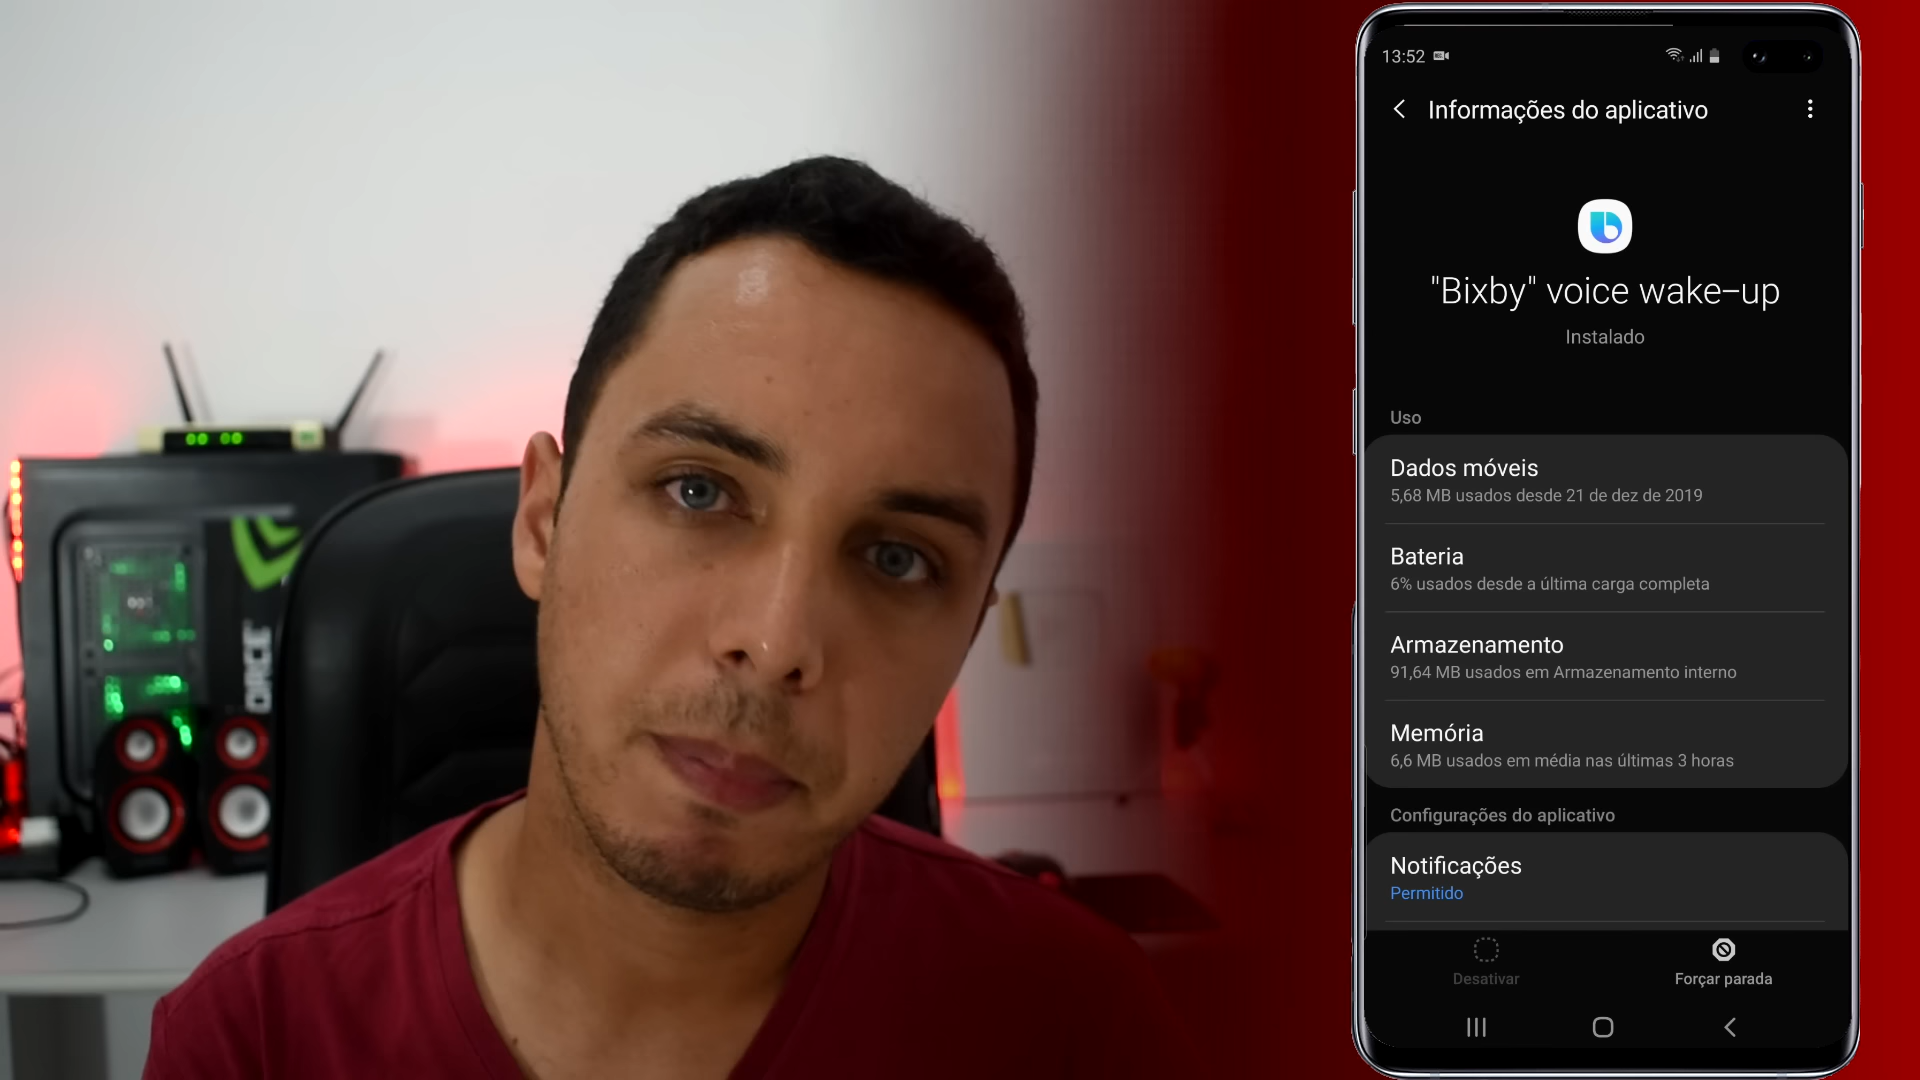 13:52
Informações do aplicativo
"Bixby" voice wake-up
Instalado
Uso
Dados móveis
5,68 MB usados desde 21 de dez de 2019
Bateria
6% usados desde a última carga completa
Armazenamento
91,64 MB usados em Armazenamento interno
Memória
6,6 MB usados em média nas últimas 3 horas
Configurações do aplicativo
Notificações
Permitido
Desativar
Forçar parada